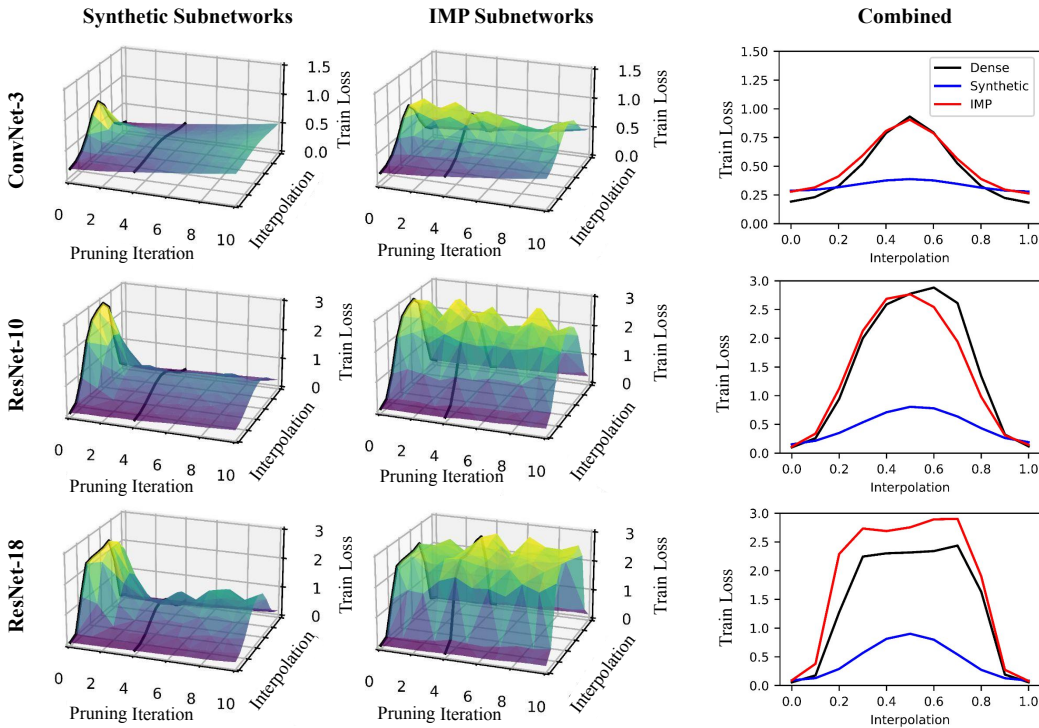 Synthetic Subnetworks
IMP Subnetworks
Combined
ConvNet-3
1.5
1.0
0.5
0.0
Train Loss
0
2
4
6
8
10
Pruning Iteration
Interpolation
1.5
1.0
0.5
0.0
Train Loss
0
2
4
6
8
10
Pruning Iteration
Interpolation
1.50
1.25
1.00
0.75
0.50
0.25
0.00
Train Loss
Dense
Synthetic
IMP
0.0 0.2 0.4 0.6 0.8 1.0
Interpolation
ResNet-10
3
2
1
0
Train Loss
0
2
4
6
8
10
Pruning Iteration
Interpolation
3
2
1
0
Train Loss
0
2
4
6
8
10
Pruning Iteration
Interpolation
3.0
2.5
2.0
1.5
1.0
0.5
0.0
Train Loss
0.0 0.2 0.4 0.6 0.8 1.0
Interpolation
ResNet-18
3
2
1
0
Train Loss
0
2
4
6
8
10
Pruning Iteration
Interpolation
3
2
1
0
Train Loss
0
2
4
6
8
10
Pruning Iteration
Interpolation
3.0
2.5
2.0
1.5
1.0
0.5
0.0
Train Loss
0.0 0.2 0.4 0.6 0.8 1.0
Interpolation